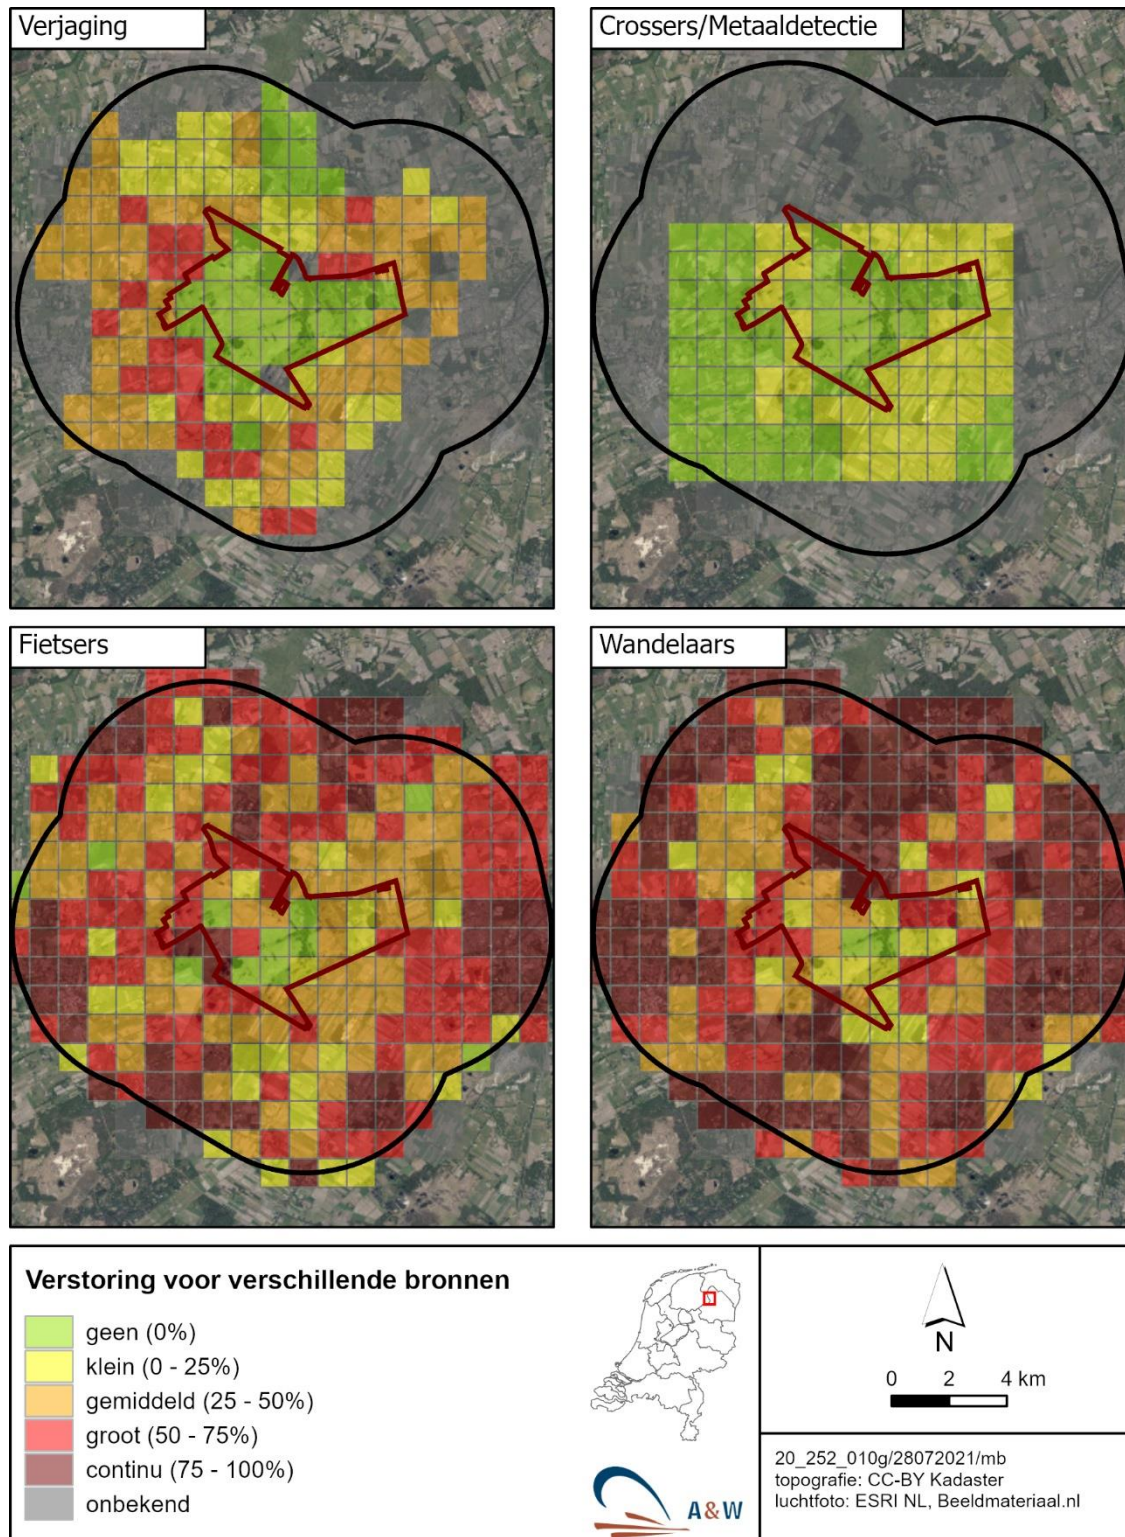 Verjaging
Crossers/Metaaldetectie
Fietsers
Wandelaars
Verstoring voor verschillende bronnen
geen (0%)
klein (0 - 25%)
gemiddeld (25 - 50%)
groot (50 - 75%)
continu (75 - 100%)
onbekend
A&W
N
0 2 4 km
20_252_010g/28072021/mb
topografie: CC-BY Kadaster
luchtfoto: ESRI NL, Beeldmateriaal.nl